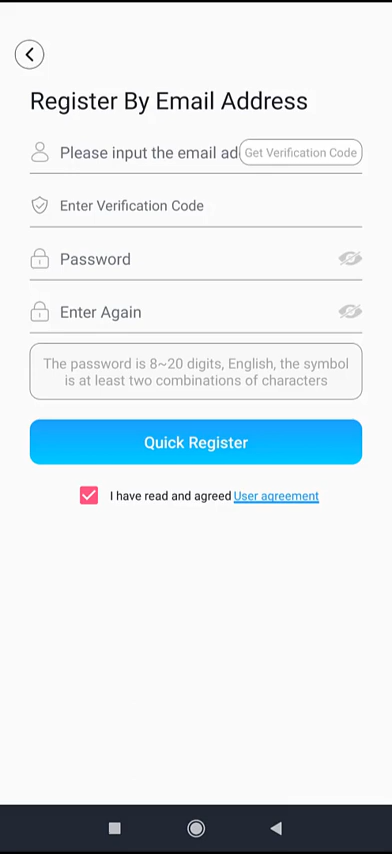 Register By Email Address
Please input the email ad Get Verification Code
Enter Verification Code
Password
Enter Again
The password is 8~20 digits, English, the symbol
is at least two combinations of characters
Quick Register
I have read and agreed User agreement